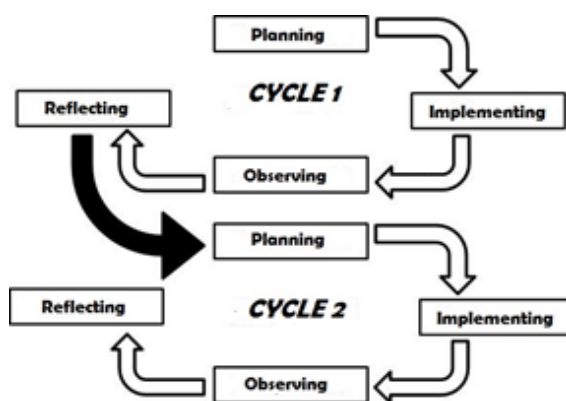 Planning
CYCLE 1
Reflecting
Implementing
Observing
Planning
Reflecting
CYCLE 2
Implementing
Observing